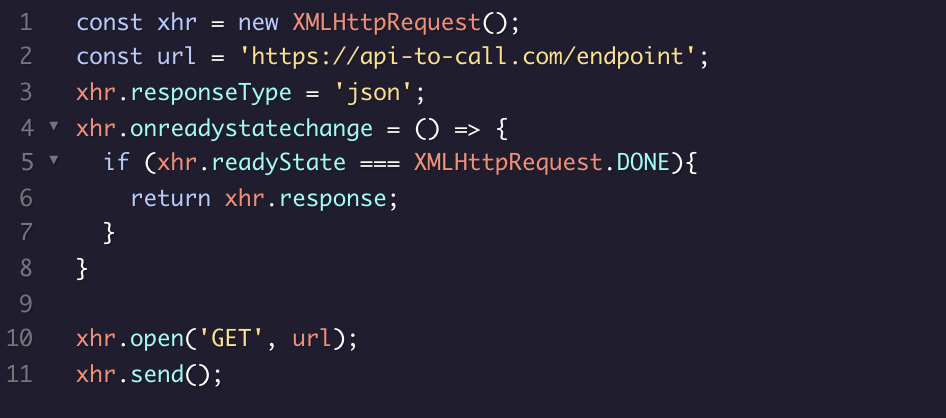 1 const xhr = new XMLHttpRequest();
2 const url = 'https://api-to-call.com/endpoint';
3 xhr.responseType = 'json';
4 xhr.onreadystatechange = () => {
5   if (xhr.readyState === XMLHttpRequest.DONE){
6     return xhr.response;
7   }
8 }
9
10 xhr.open('GET', url);
11 xhr.send();